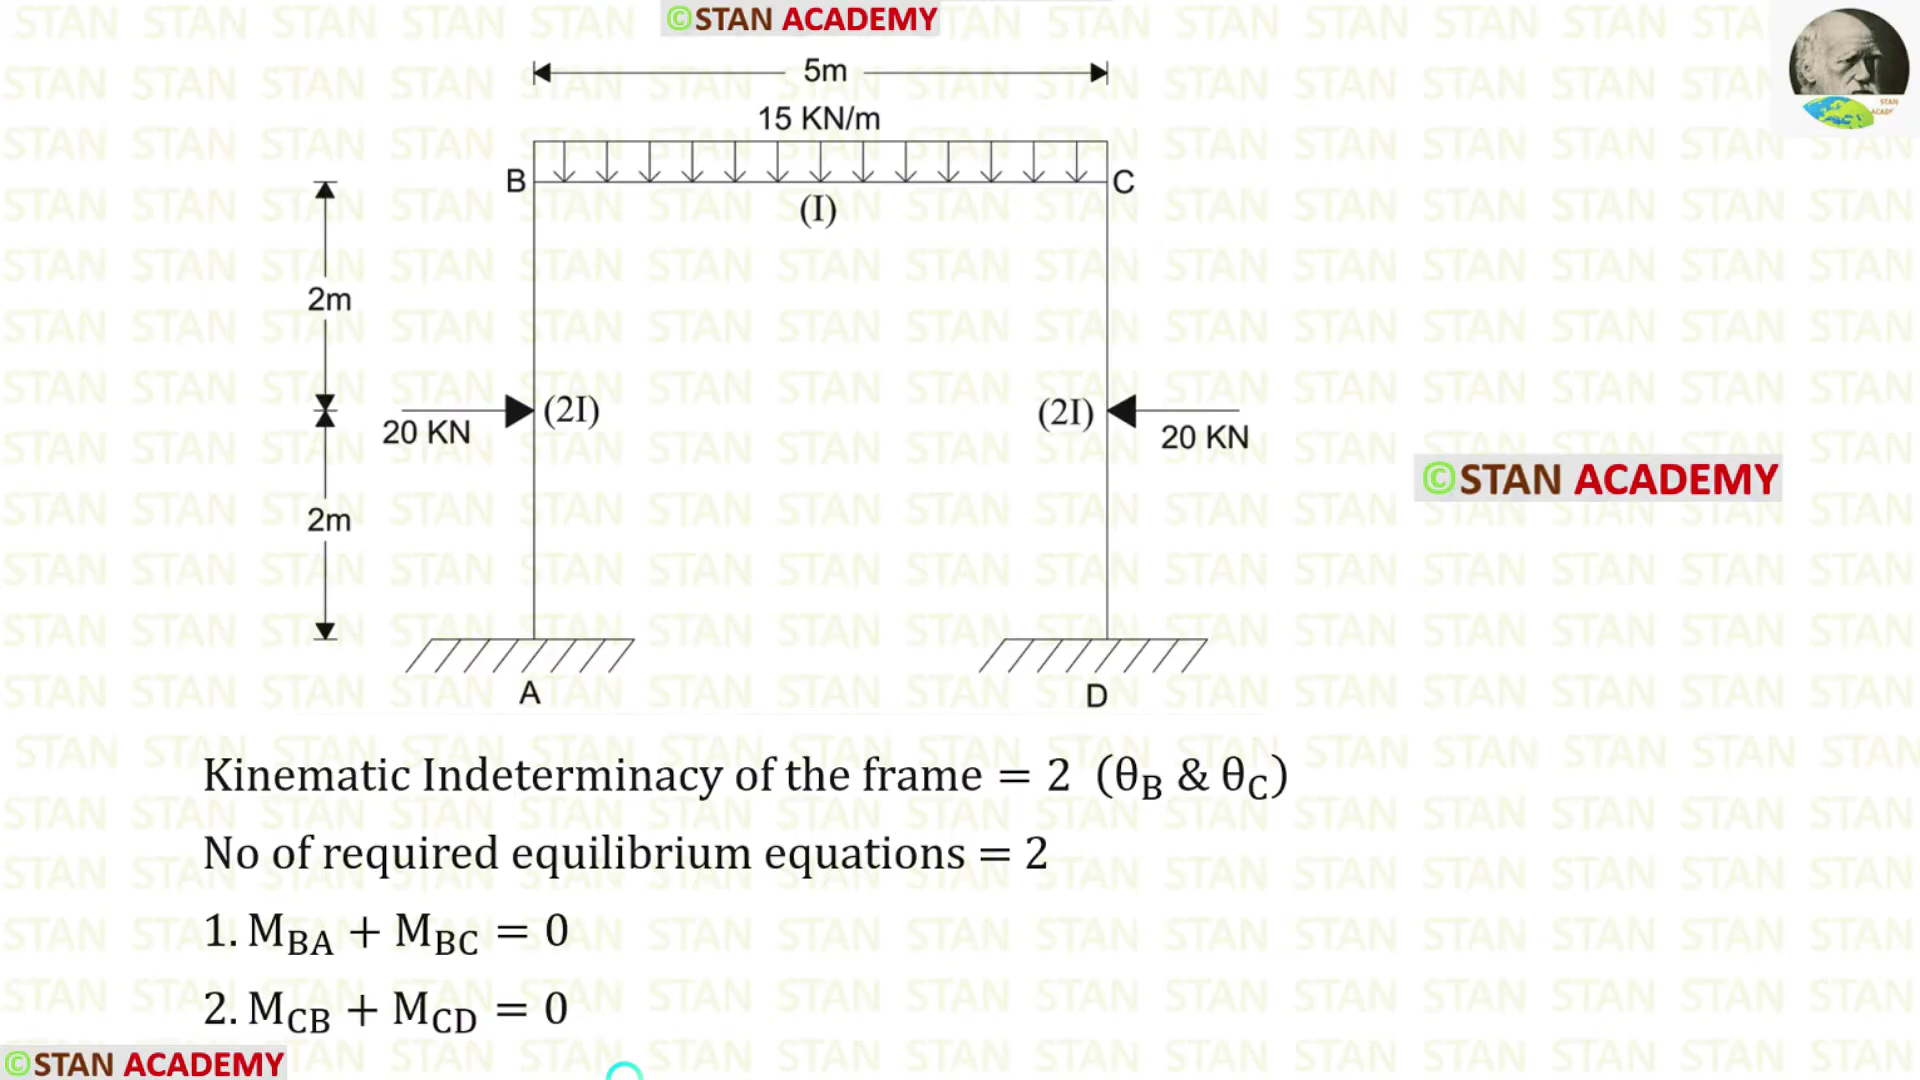 ©STAN ACADEMY
5m
15 KN/m
B
C
(I)
2m
(2I)
(2I)
20 KN
20 KN
©STAN ACADEMY
2m
A
D
Kinematic Indeterminacy of the frame = 2 (θB & θC)
No of required equilibrium equations = 2
1. MBA + MBC = 0
2. MCB + MCD = 0
©STAN ACADEMY